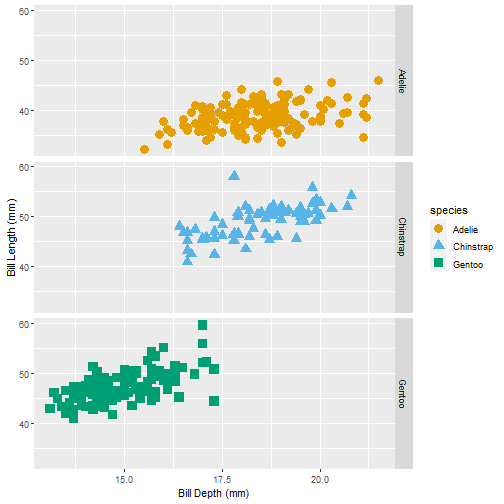 60
50
40
Adelie
60
50
40
Chinstrap
60
50
40
Gentoo
Bill Length (mm)
15.0 17.5 20.0
Bill Depth (mm)
species
Adelie
Chinstrap
Gentoo